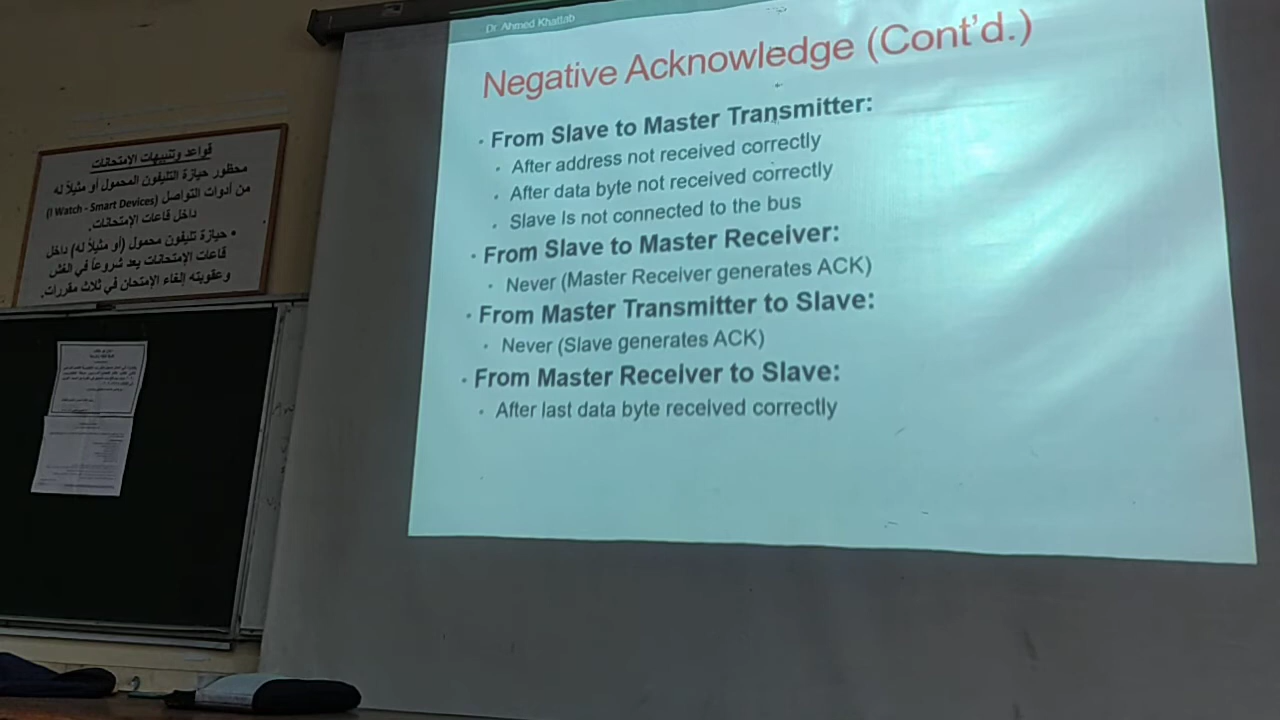 Dr. Ahmed Khattab
Negative Acknowledge (Cont'd.)
• From Slave to Master Transmitter:
• After address not received correctly
• After data byte not received correctly
• Slave Is not connected to the bus
• From Slave to Master Receiver:
• Never (Master Receiver generates ACK)
• From Master Transmitter to Slave:
• Never (Slave generates ACK)
• From Master Receiver to Slave:
• After last data byte received correctly
قواعد وتنبيهات الامتحانات
محظور حيازة التليفون المحمول أو مثيلاً له
من أدوات التواصل (I Watch - Smart Devices)
داخل قاعات الإمتحانات.
• حيازة تليفون محمول (أو مثيلاً له) داخل
قاعات الإمتحانات يعد شروعاً في الغش
وعقوبته إلغاء الإمتحان في ثلاث مقررات.